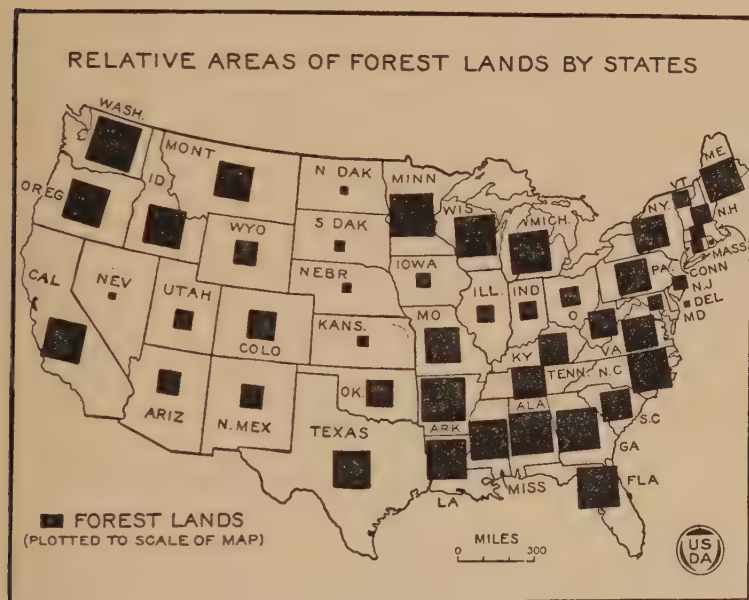 RELATIVE AREAS OF FOREST LANDS BY STATES
WASH.
MONT
N DAK
MINN
ME
VT
OREG
ID
WIS
MICH.
N.Y.
N.H
WYO
S DAK
MASS.
CAL
NEV
UTAH
NEBR
IOWA
ILL.
IND
O
PA
CONN
N.J
DEL
MD
COLO
KANS.
MO
KY
VA
ARIZ
N. MEX
OK.
TENN.
N.C
TEXAS
ARK
ALA
S.C
GA
LA
MISS
FLA
FOREST LANDS
(PLOTTED TO SCALE OF MAP)
MILES
0 300
US
DA